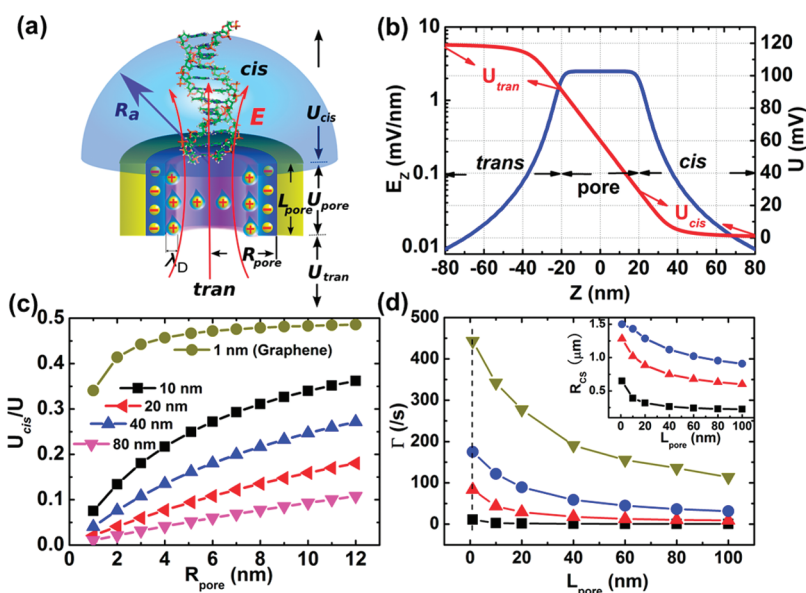 (a)
cis
R_a
E
U_cis
L_pore
U_pore
λ_D
R_pore
U_tran
tran
(b)
E_Z (mV/nm)
10
1
0.1
0.01
U_tran
trans
pore
cis
U_cis
120
100
80
60
40
20
0
U (mV)
-80 -60 -40 -20 0 20 40 60 80
Z (nm)
(c)
U_cis/U
0.5
0.4
0.3
0.2
0.1
0.0
1 nm (Graphene)
10 nm
20 nm
40 nm
80 nm
0 2 4 6 8 10 12
R_pore (nm)
(d)
Γ (/s)
500
450
400
350
300
250
200
150
100
50
0
R_CS (μm)
1.5
1.0
0.5
0 20 40 60 80 100
L_pore (nm)
0 20 40 60 80 100
L_pore (nm)